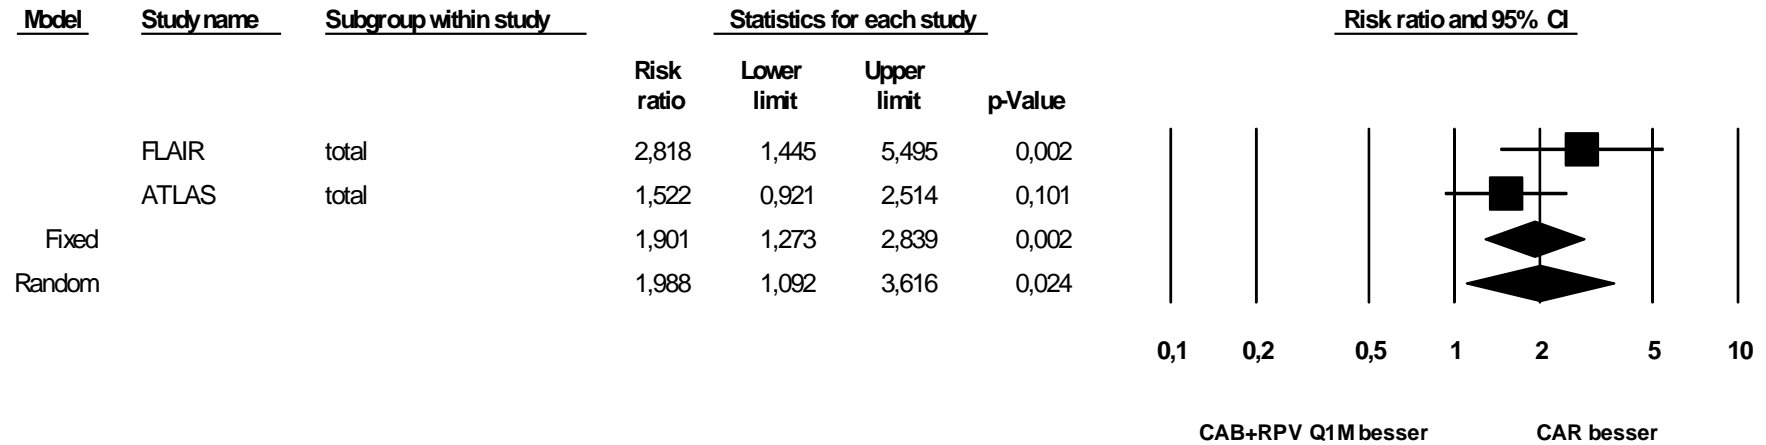 Model Study name Subgroup within study Statistics for each study Risk ratio and 95% CI
Risk ratio Lower limit Upper limit p-Value
FLAIR total 2,818 1,445 5,495 0,002
ATLAS total 1,522 0,921 2,514 0,101
Fixed 1,901 1,273 2,839 0,002
Random 1,988 1,092 3,616 0,024
0,1 0,2 0,5 1 2 5 10
CAB+RPV Q1M besser CAR besser